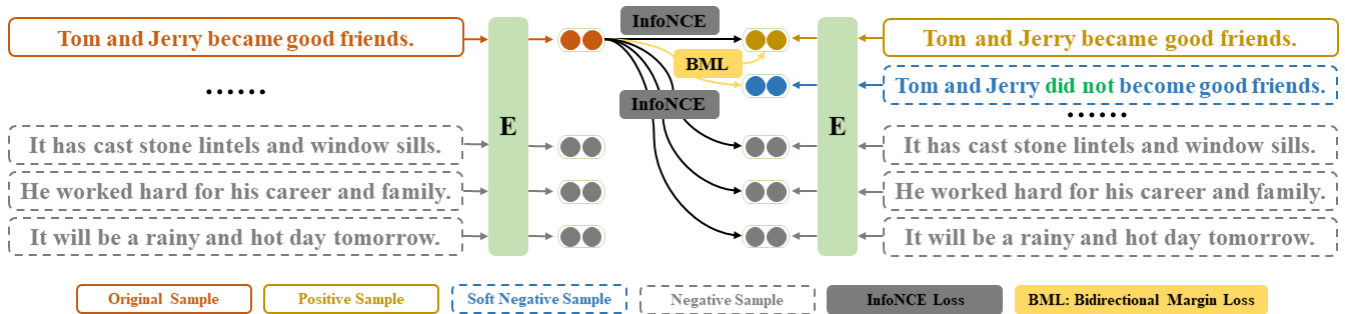 InfoNCE
Tom and Jerry became good friends.
Tom and Jerry became good friends.
BML
Tom and Jerry did not become good friends.
......
InfoNCE
......
E
E
It has cast stone lintels and window sills.
It has cast stone lintels and window sills.
He worked hard for his career and family.
He worked hard for his career and family.
It will be a rainy and hot day tomorrow.
It will be a rainy and hot day tomorrow.
Original Sample
Positive Sample
Soft Negative Sample
Negative Sample
InfoNCE Loss
BML: Bidirectional Margin Loss